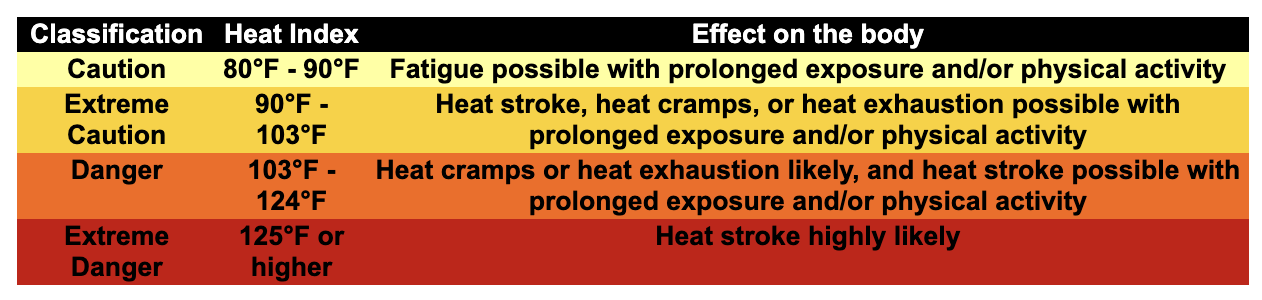 Classification Heat Index Effect on the body
Caution 80°F - 90°F Fatigue possible with prolonged exposure and/or physical activity
Extreme 90°F - Heat stroke, heat cramps, or heat exhaustion possible with
Caution 103°F prolonged exposure and/or physical activity
Danger 103°F - Heat cramps or heat exhaustion likely, and heat stroke possible with
124°F prolonged exposure and/or physical activity
Extreme 125°F or Heat stroke highly likely
Danger higher